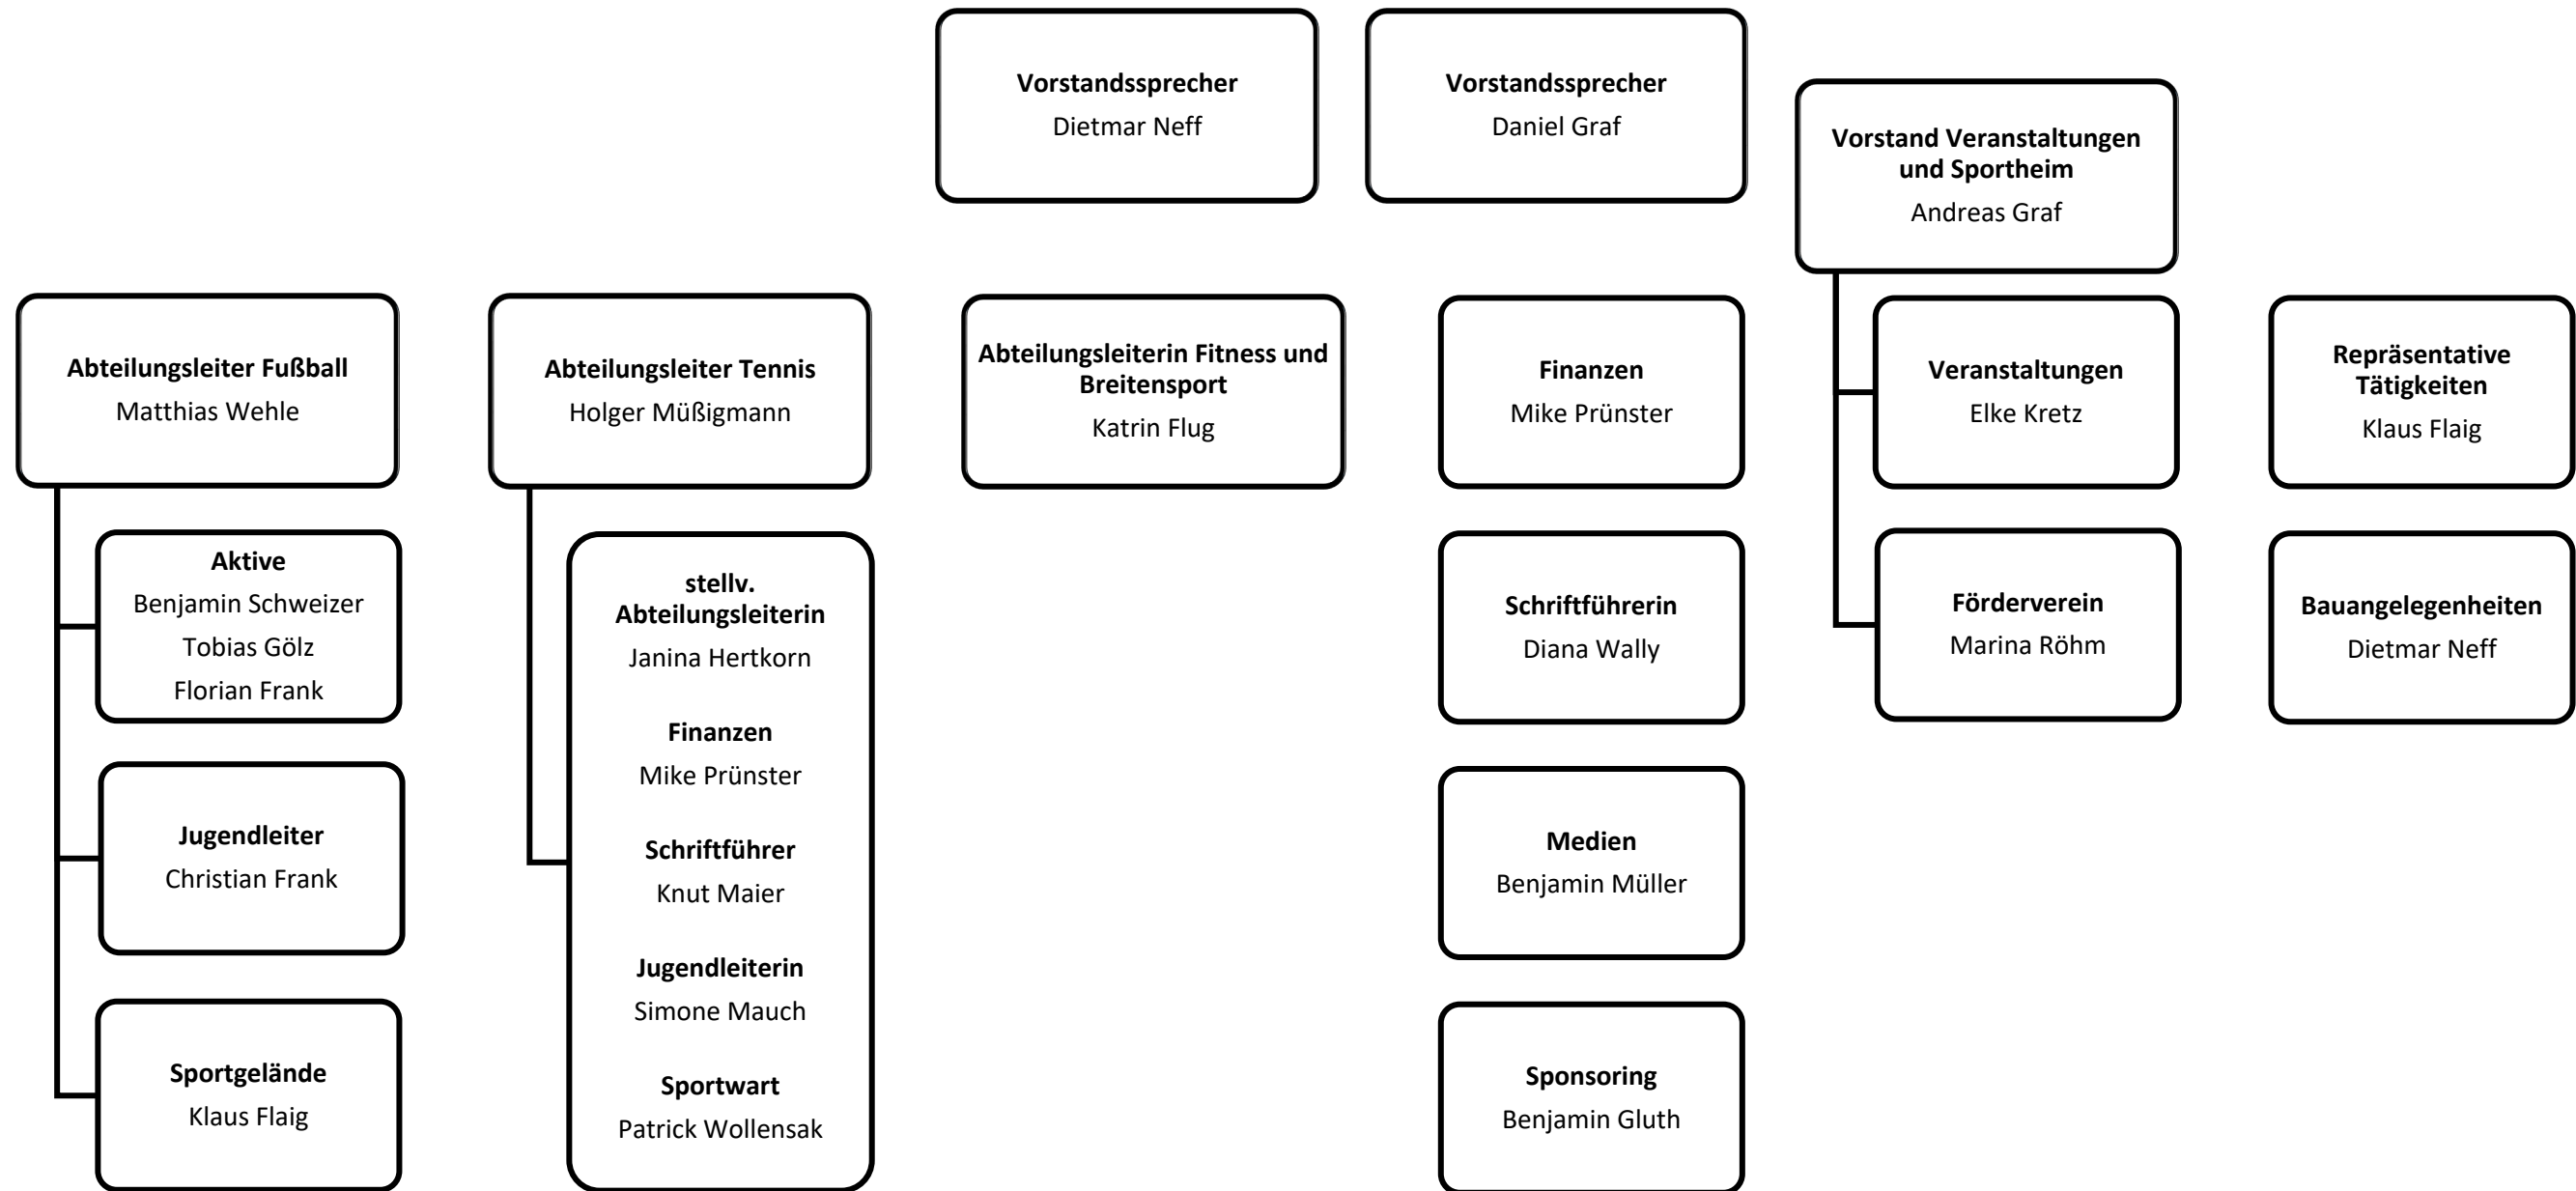 Vorstandssprecher
Dietmar Neff
Vorstandssprecher
Daniel Graf
Vorstand Veranstaltungen
und Sportheim
Andreas Graf
Abteilungsleiter Fußball
Matthias Wehle
Abteilungsleiter Tennis
Holger Müßigmann
Abteilungsleiterin Fitness und
Breitensport
Katrin Flug
Finanzen
Mike Prünster
Veranstaltungen
Elke Kretz
Repräsentative
Tätigkeiten
Klaus Flaig
Aktive
Benjamin Schweizer
Tobias Gölz
Florian Frank
Jugendleiter
Christian Frank
Sportgelände
Klaus Flaig
stellv.
Abteilungsleiterin
Janina Hertkorn
Finanzen
Mike Prünster
Schriftführer
Knut Maier
Jugendleiterin
Simone Mauch
Sportwart
Patrick Wollensak
Schriftführerin
Diana Wally
Medien
Benjamin Müller
Sponsoring
Benjamin Gluth
Förderverein
Marina Röhm
Bauangelegenheiten
Dietmar Neff